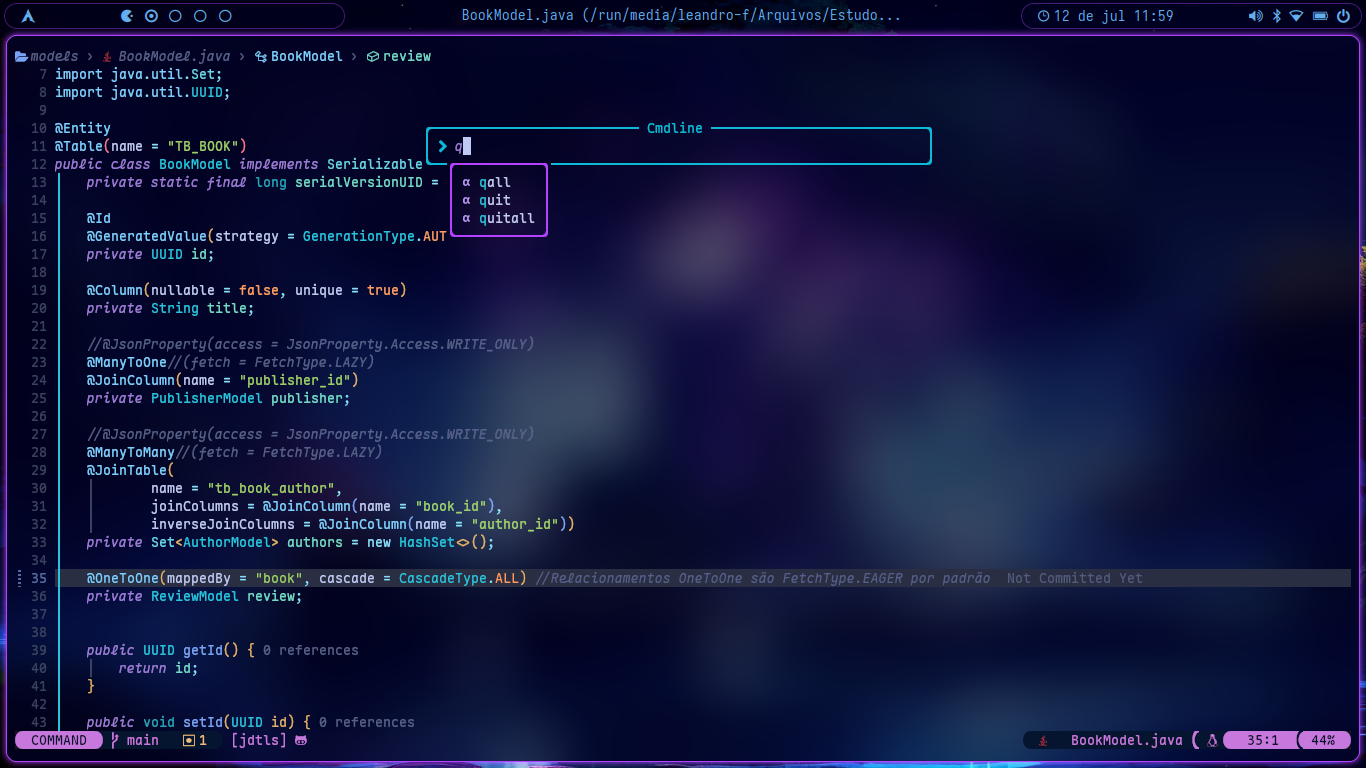 BookModel.java (/run/media/leandro-f/Arquivos/Estudo...
12 de jul 11:59
models › BookModel.java › BookModel › review
7 import java.util.Set;
8 import java.util.UUID;
9
10 @Entity
11 @Table(name = "TB_BOOK")
12 public class BookModel implements Serializable
13 private static final long serialVersionUID =
14
15 @Id
16 @GeneratedValue(strategy = GenerationType.AUT
17 private UUID id;
18
19 @Column(nullable = false, unique = true)
20 private String title;
21
22 //@JsonProperty(access = JsonProperty.Access.WRITE_ONLY)
23 @ManyToOne//(fetch = FetchType.LAZY)
24 @JoinColumn(name = "publisher_id")
25 private PublisherModel publisher;
26
27 //@JsonProperty(access = JsonProperty.Access.WRITE_ONLY)
28 @ManyToMany//(fetch = FetchType.LAZY)
29 @JoinTable(
30 name = "tb_book_author",
31 joinColumns = @JoinColumn(name = "book_id"),
32 inverseJoinColumns = @JoinColumn(name = "author_id"))
33 private Set<AuthorModel> authors = new HashSet<>();
34
35 @OneToOne(mappedBy = "book", cascade = CascadeType.ALL) //Relacionamentos OneToOne são FetchType.EAGER por padrão Not Committed Yet
36 private ReviewModel review;
37
38
39 public UUID getId() { 0 references
40 return id;
41 }
42
43 public void setId(UUID id) { 0 references
Cmdline
q
α qall
α quit
α quitall
COMMAND main 1 [jdtls]
BookModel.java 35:1 44%